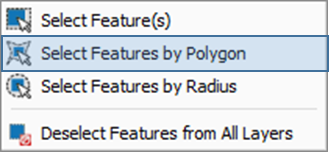 Select Feature(s)
Select Features by Polygon
Select Features by Radius
Deselect Features from All Layers